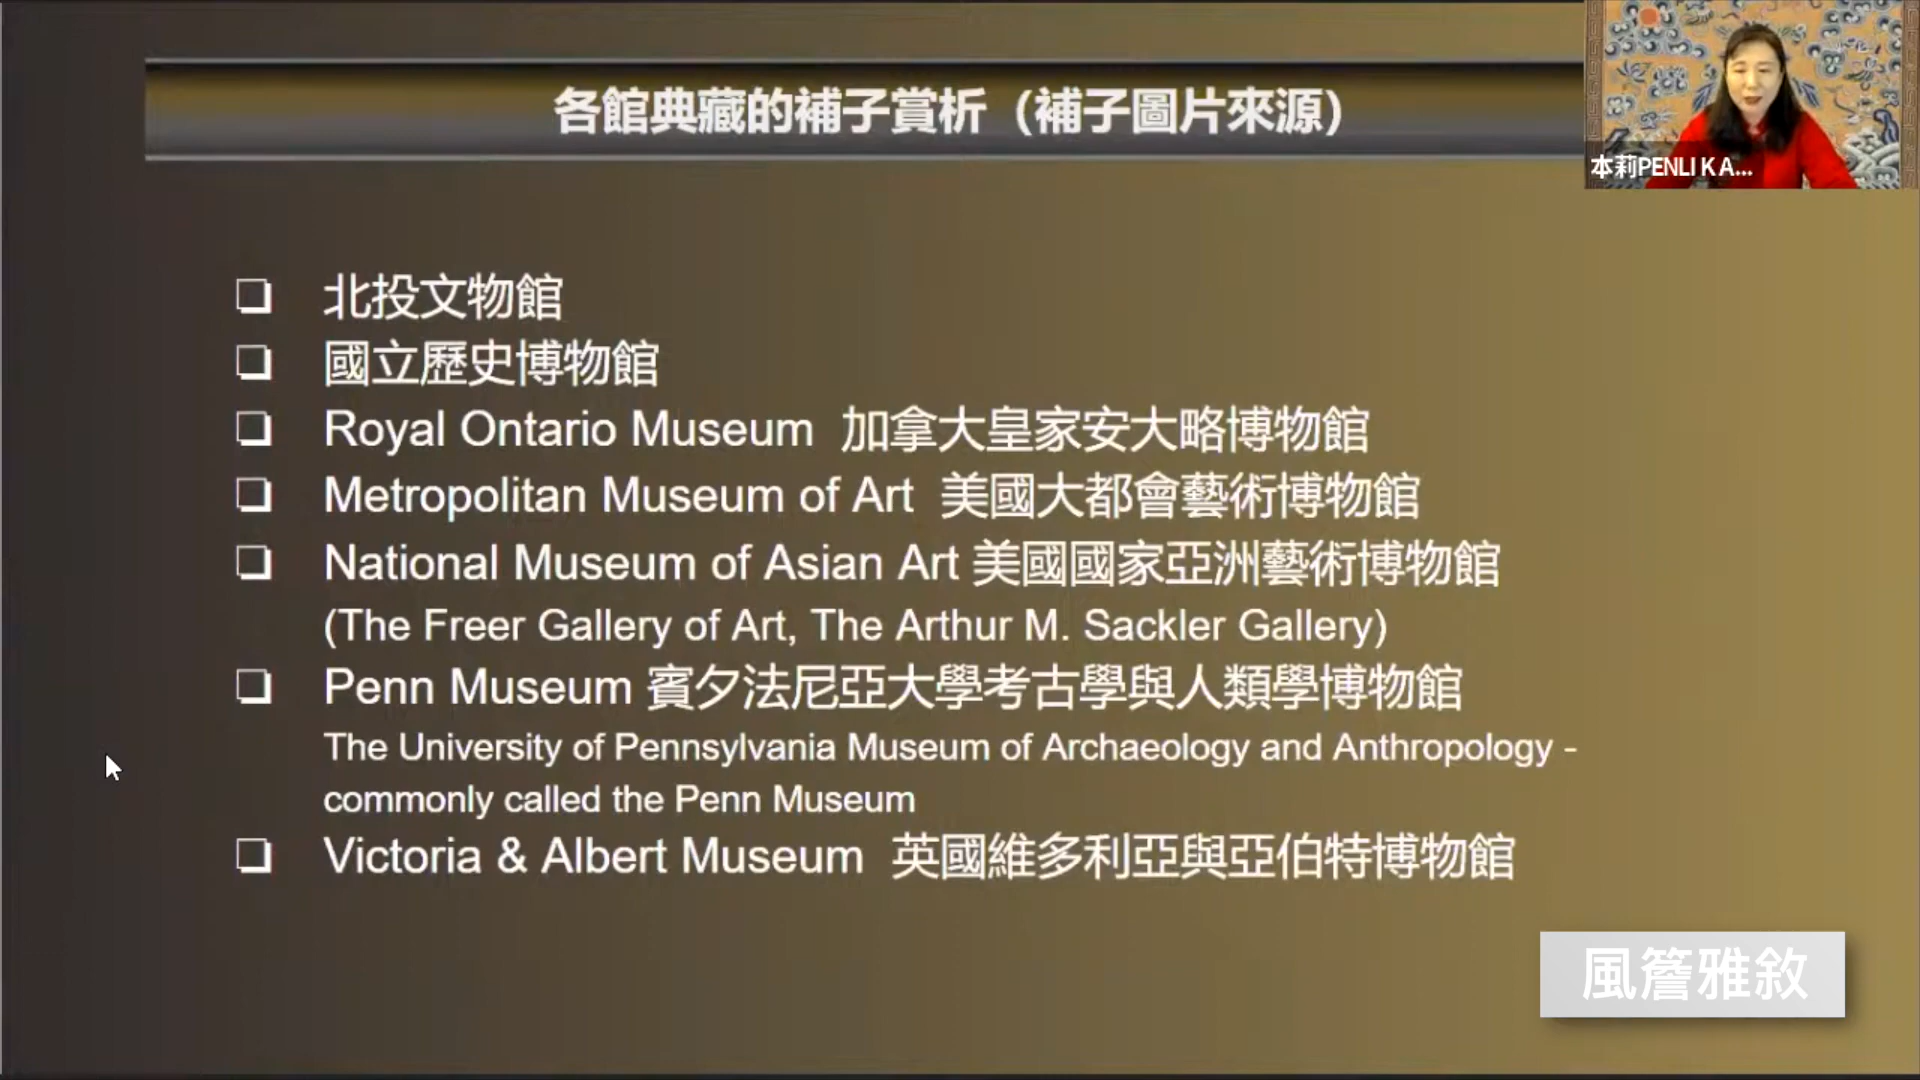 各館典藏的補子賞析（補子圖片來源）
本莉PENLI K A...
北投文物館
國立歷史博物館
Royal Ontario Museum 加拿大皇家安大略博物館
Metropolitan Museum of Art 美國大都會藝術博物館
National Museum of Asian Art 美國國家亞洲藝術博物館
(The Freer Gallery of Art, The Arthur M. Sackler Gallery)
Penn Museum 賓夕法尼亞大學考古學與人類學博物館
The University of Pennsylvania Museum of Archaeology and Anthropology -
commonly called the Penn Museum
Victoria & Albert Museum 英國維多利亞與亞伯特博物館
風簷雅敘